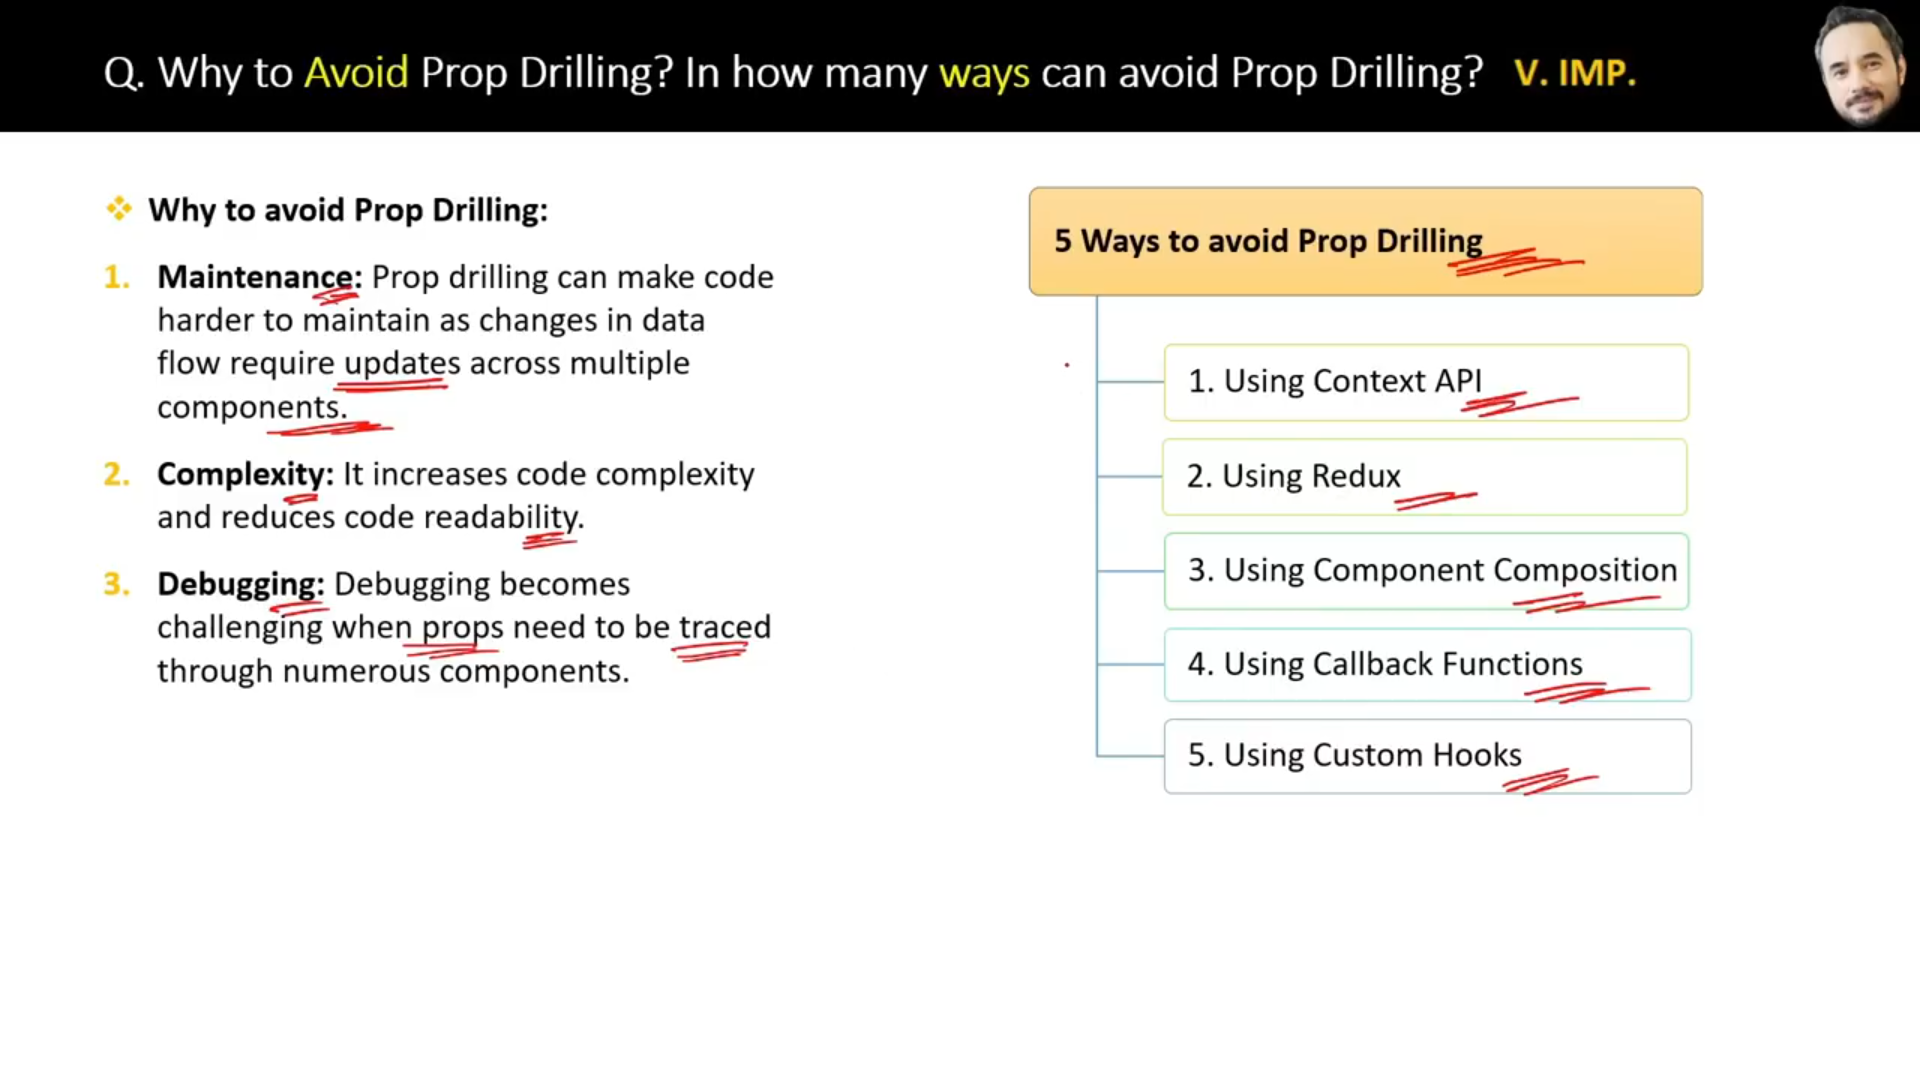 Q. Why to Avoid Prop Drilling? In how many ways can avoid Prop Drilling? V. IMP.
Why to avoid Prop Drilling:
1. Maintenance: Prop drilling can make code
harder to maintain as changes in data
flow require updates across multiple
components.
2. Complexity: It increases code complexity
and reduces code readability.
3. Debugging: Debugging becomes
challenging when props need to be traced
through numerous components.
5 Ways to avoid Prop Drilling
1. Using Context API
2. Using Redux
3. Using Component Composition
4. Using Callback Functions
5. Using Custom Hooks